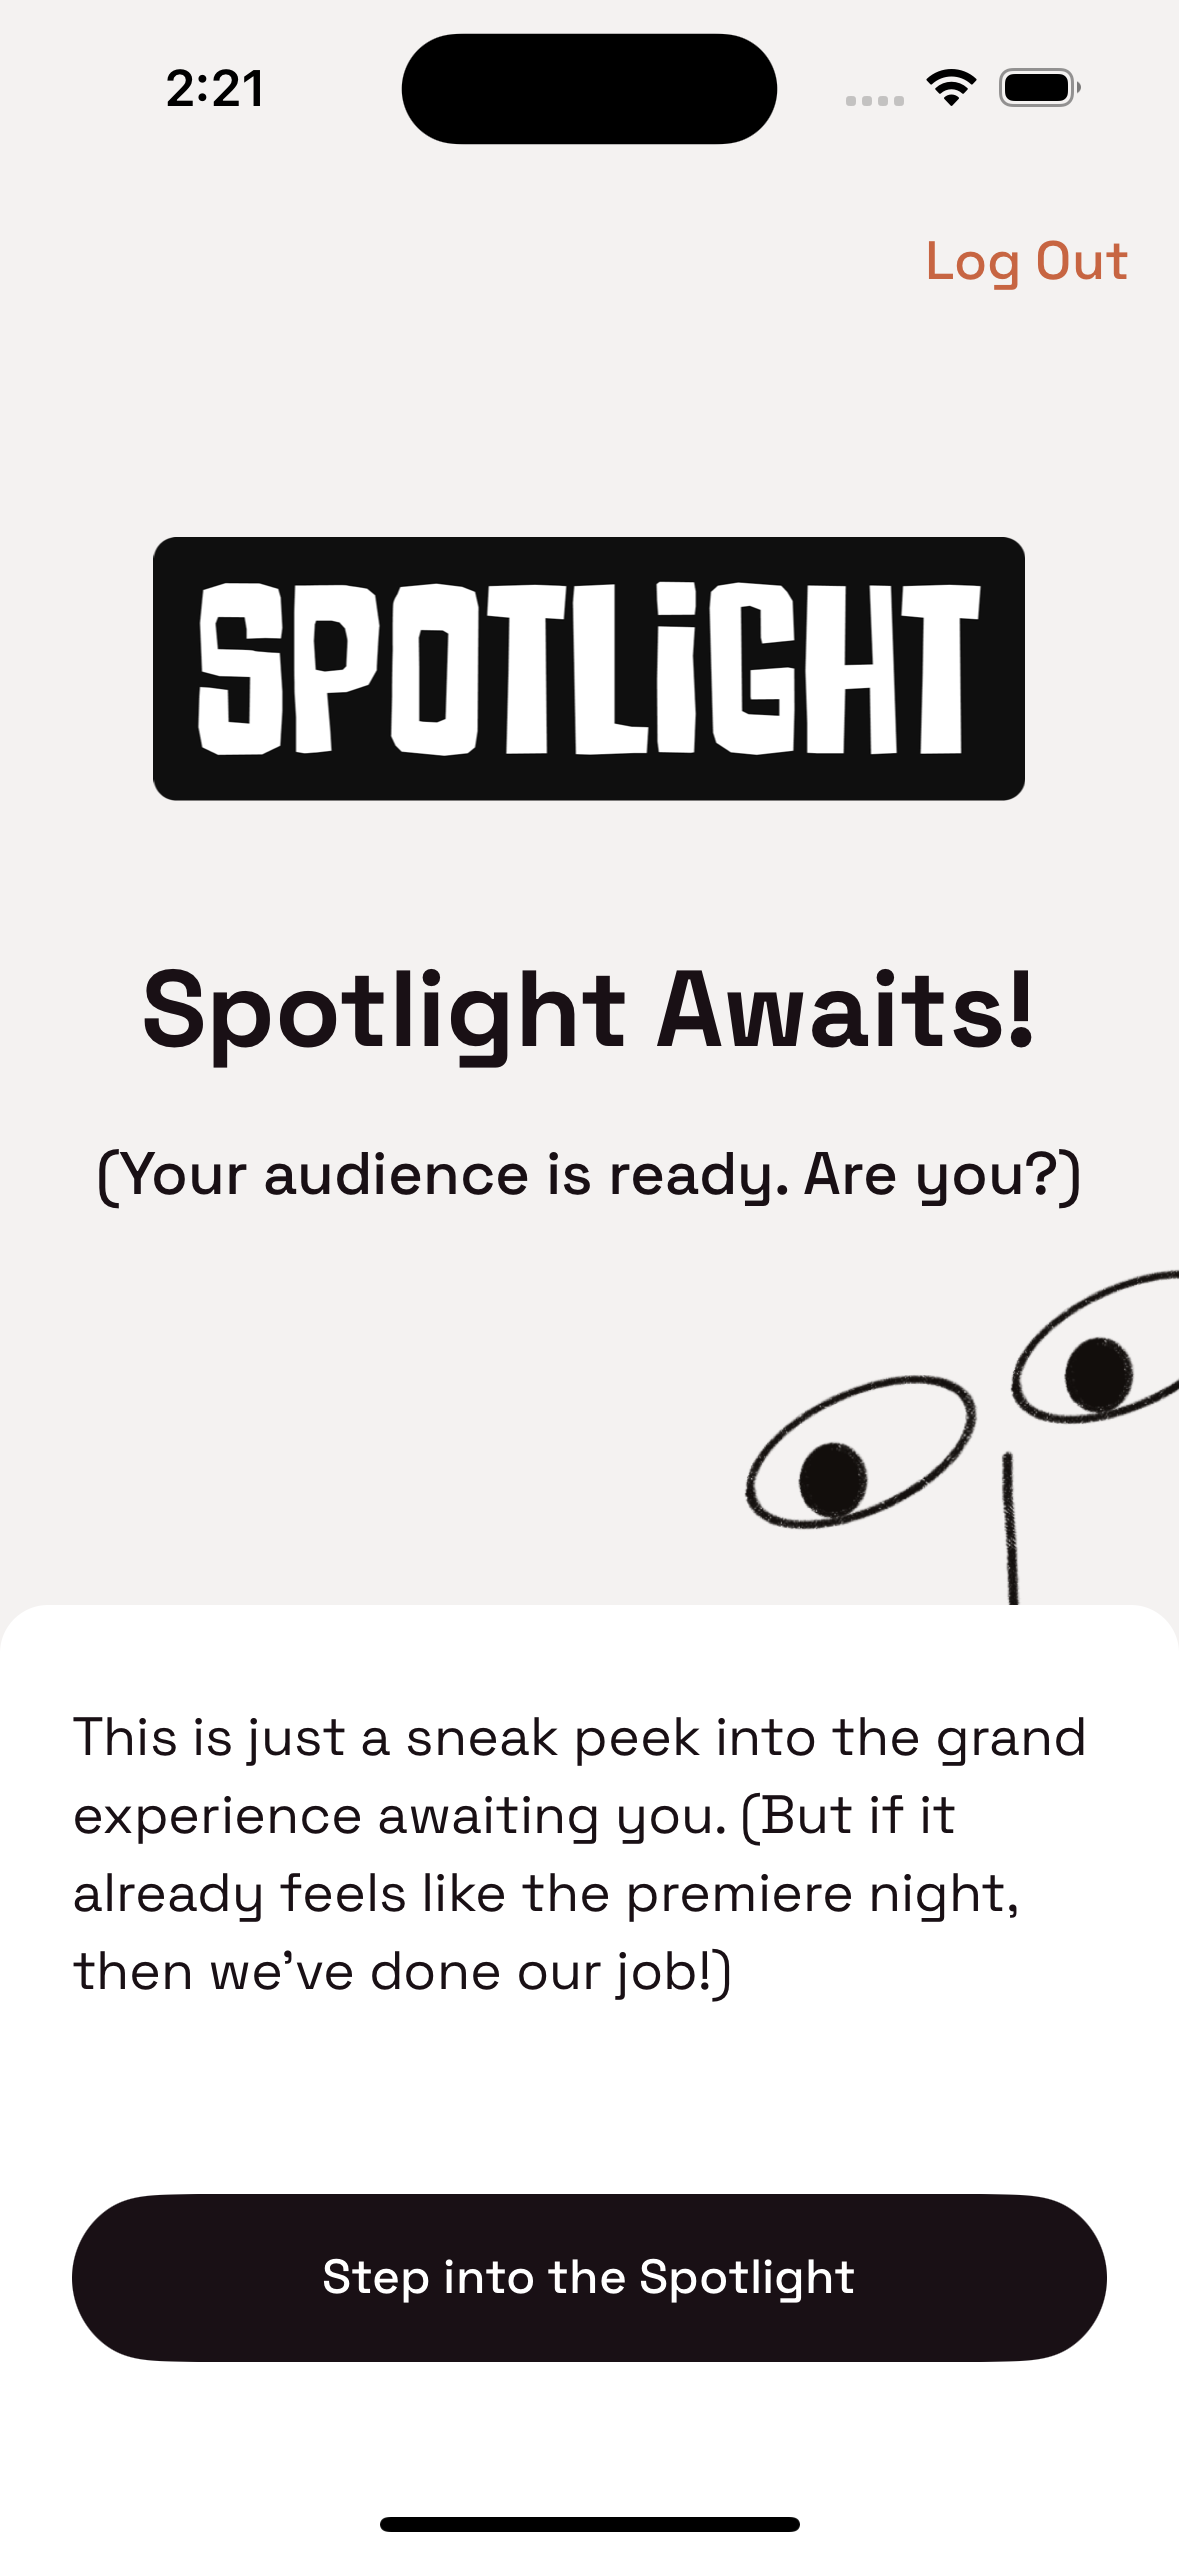 2:21
Log Out
SPOTLiGHT
Spotlight Awaits!
(Your audience is ready. Are you?)
This is just a sneak peek into the grand
experience awaiting you. (But if it
already feels like the premiere night,
then we’ve done our job!)
Step into the Spotlight